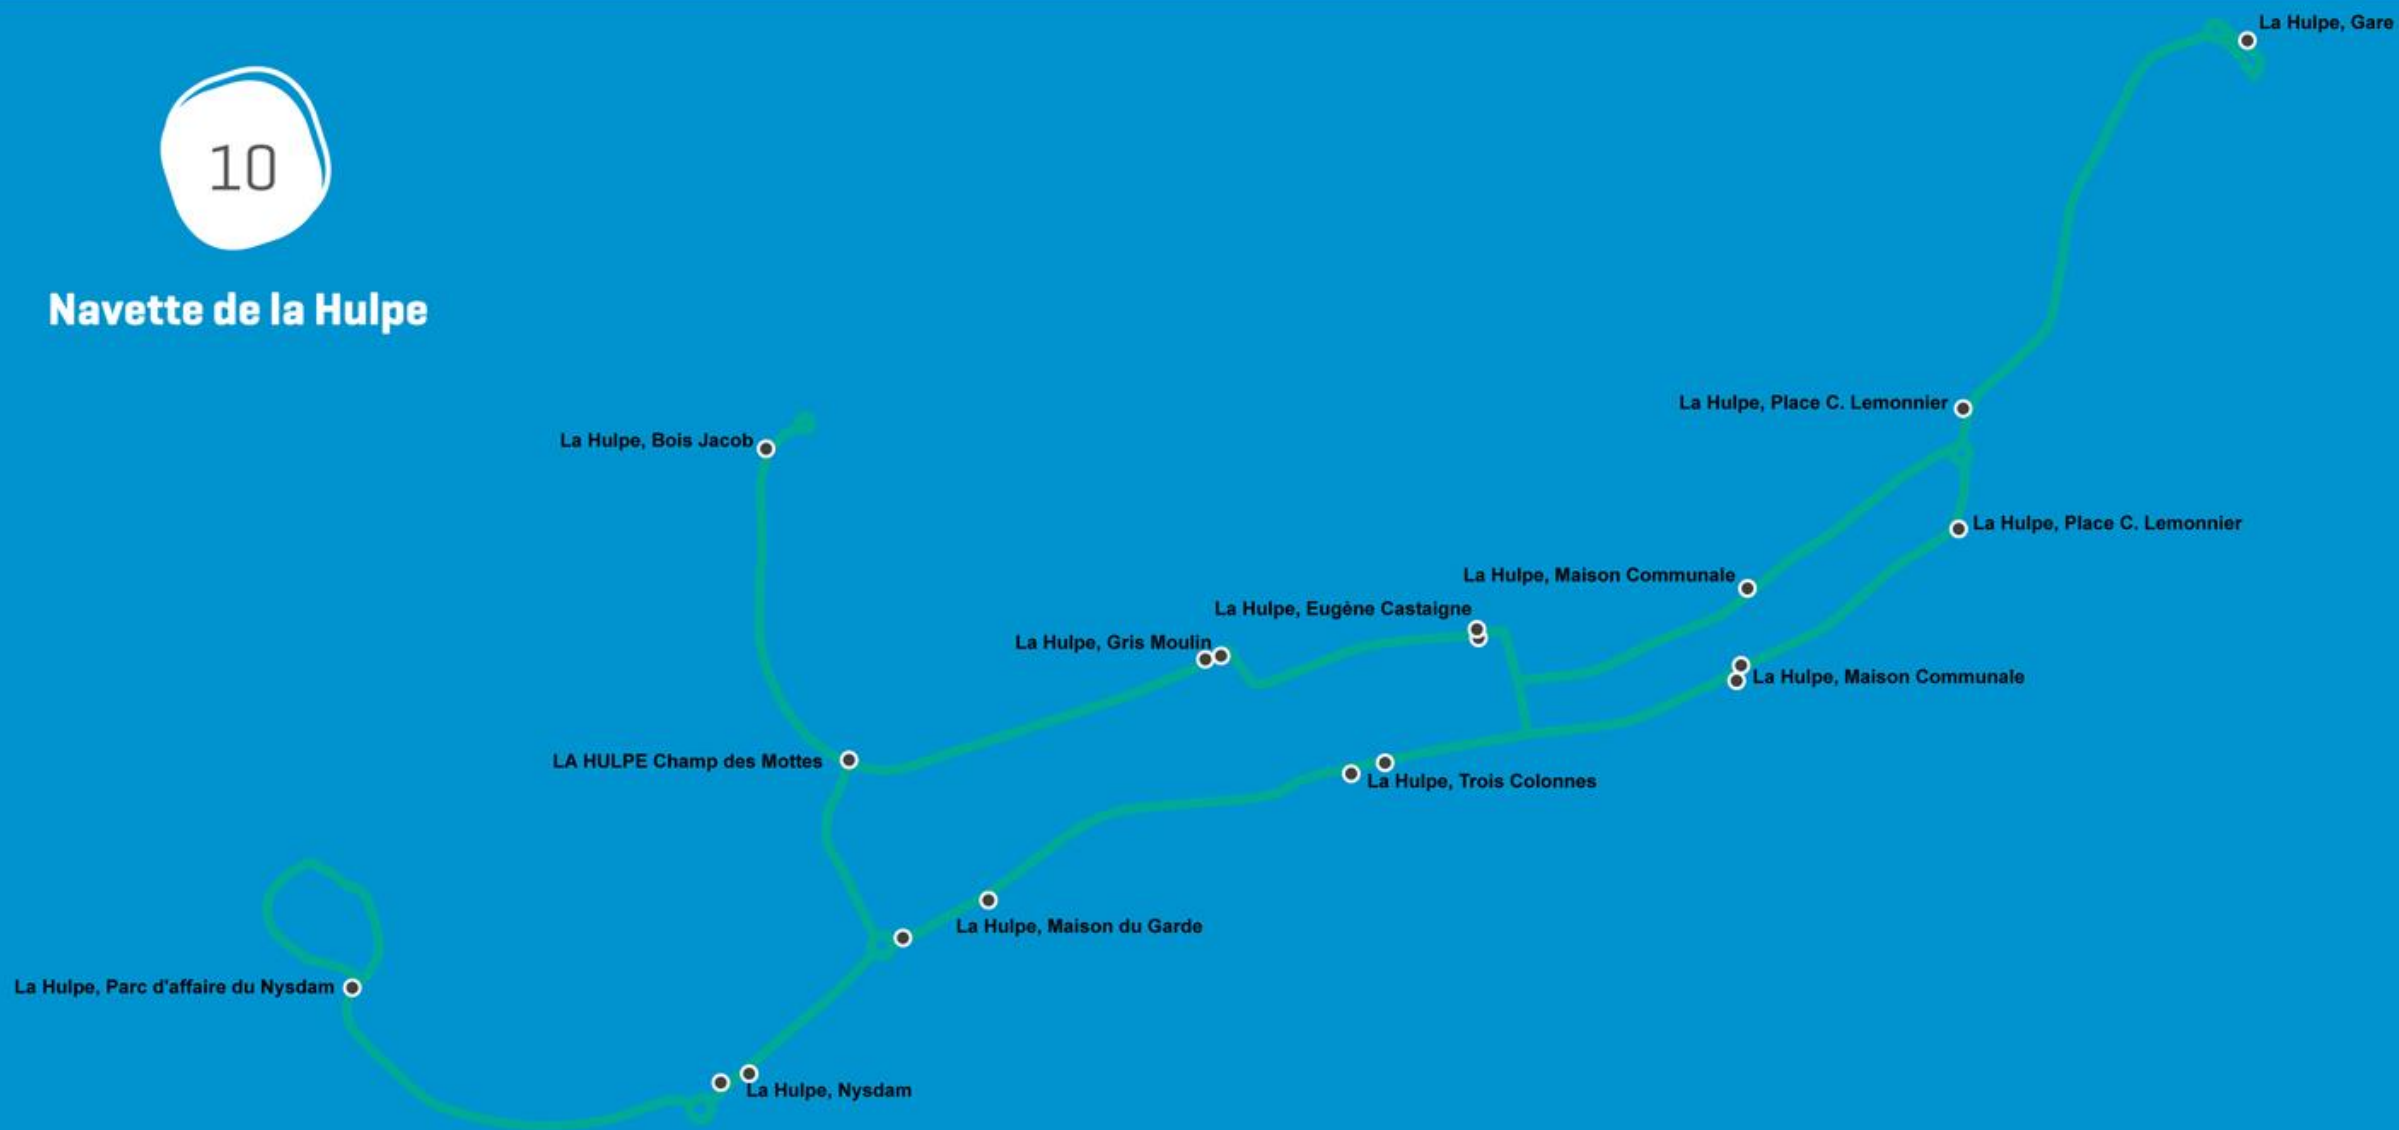 La Hulpe, Gare
10
Navette de la Hulpe
La Hulpe, Place C. Lemonnier
La Hulpe, Bois Jacob
La Hulpe, Place C. Lemonnier
La Hulpe, Maison Communale
La Hulpe, Eugène Castaigne
La Hulpe, Gris Moulin
La Hulpe, Maison Communale
LA HULPE Champ des Mottes
La Hulpe, Trois Colonnes
La Hulpe, Maison du Garde
La Hulpe, Parc d'affaire du Nysdam
La Hulpe, Nysdam